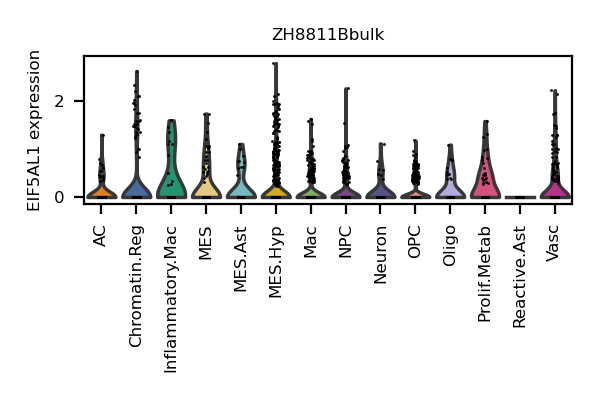 ZH8811Bbulk
EIF5AL1 expression
2
0
AC
Chromatin.Reg
Inflammatory.Mac
MES
MES.Ast
MES.Hyp
Mac
NPC
Neuron
OPC
Oligo
Prolif.Metab
Reactive.Ast
Vasc